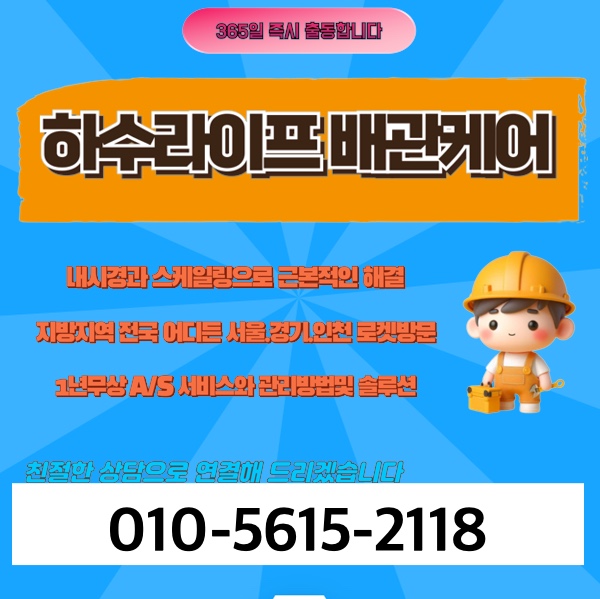 365일 즉시 출동합니다
하수라이프 배관케어
내시경과 스케일링으로 근본적인 해결
지방지역 전국 어디든 서울,경기,인천 로켓방문
1년무상 A/S 서비스와 관리방법및 솔루션
친절한 상담으로 연결해 드리겠습니다
010-5615-2118